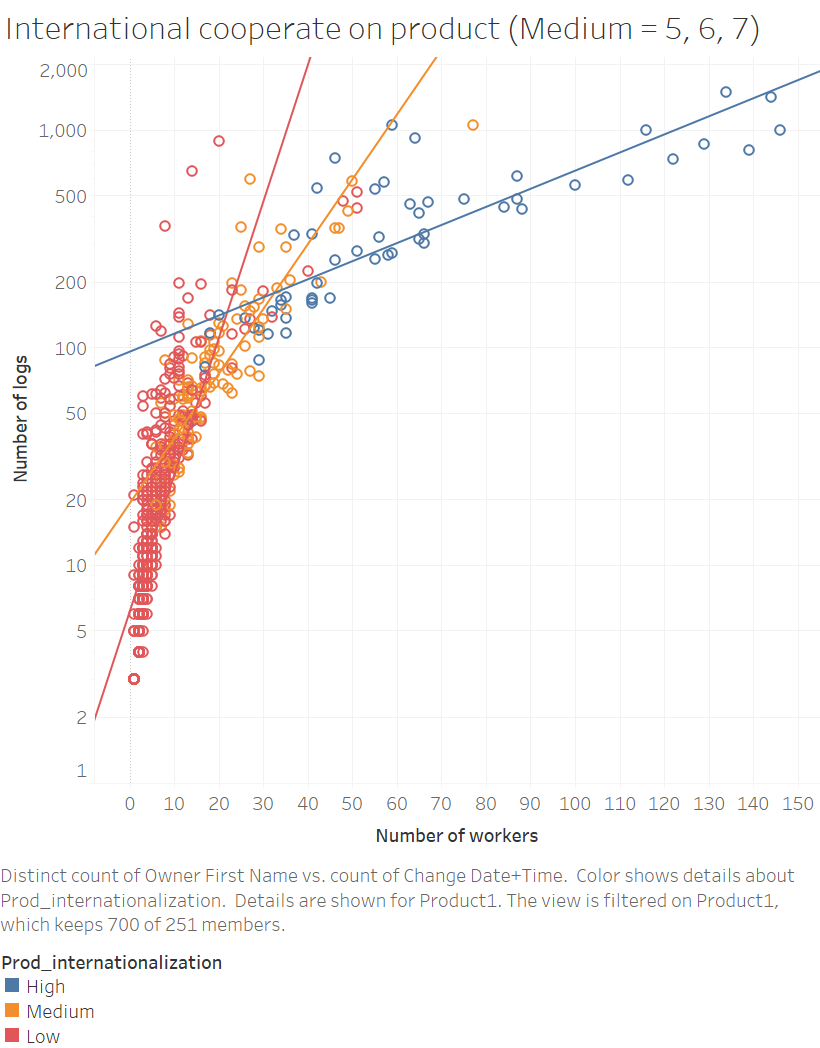 International cooperate on product (Medium = 5, 6, 7)
2,000
1,000
500
200
100
50
20
10
5
2
1
Number of logs
0 10 20 30 40 50 60 70 80 90 100 110 120 130 140 150
Number of workers
Distinct count of Owner First Name vs. count of Change Date+Time. Color shows details about
Prod_internationalization. Details are shown for Product1. The view is filtered on Product1,
which keeps 700 of 251 members.
Prod_internationalization
High
Medium
Low